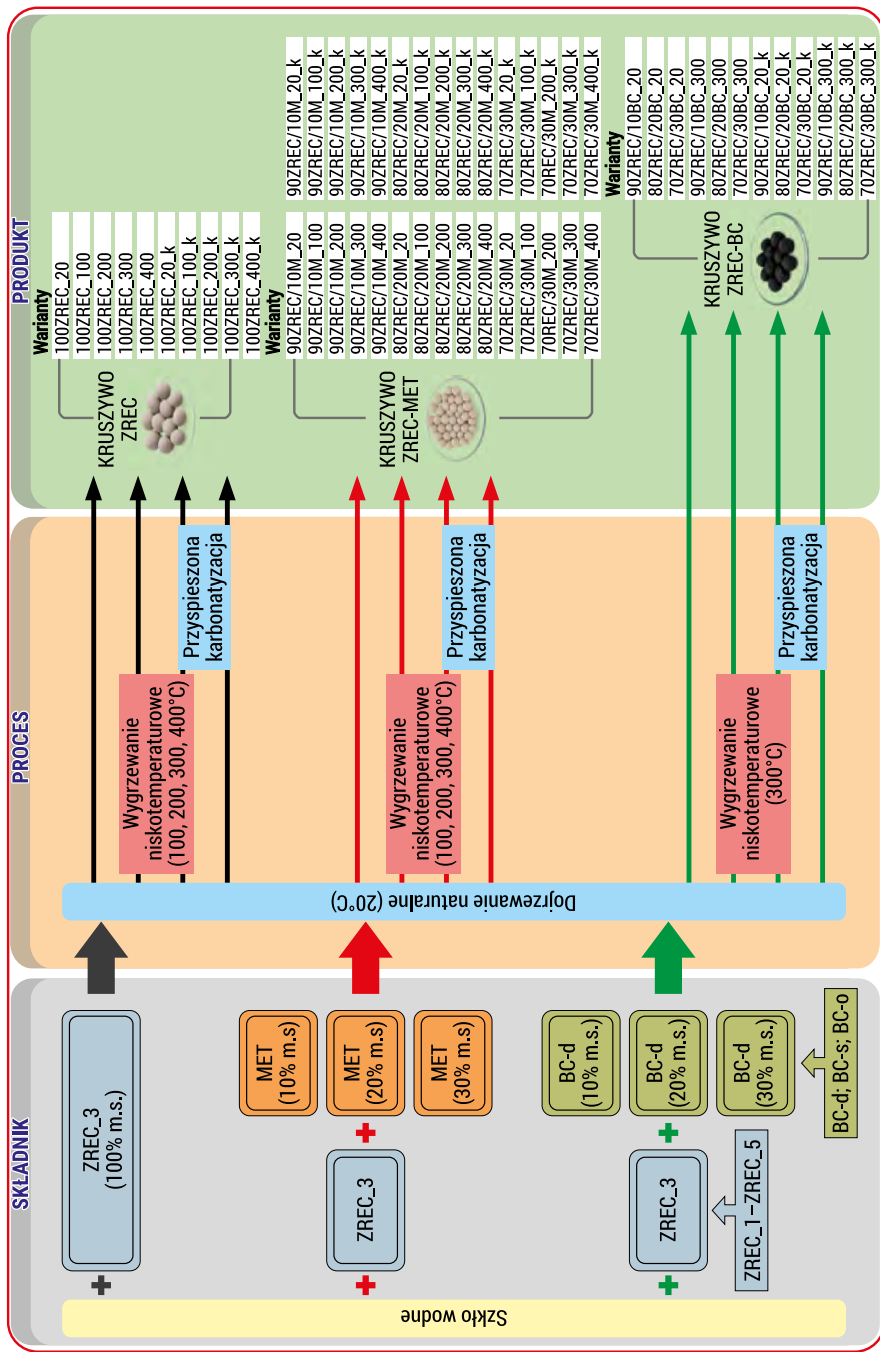 SKŁADNIK
Szkło wodne
ZREC_3
(100% m.s.)
ZREC_3
MET
(10% m.s)
MET
(20% m.s)
MET
(30% m.s)
ZREC_3
BC-d
(10% m.s.)
BC-d
(20% m.s.)
BC-d
(30% m.s.)
ZREC_1–ZREC_5
BC-d; BC-s; BC-o
PROCES
Dojrzewanie naturalne (20°C)
Wygrzewanie
niskotemperaturowe
(100, 200, 300, 400°C)
Przyspieszona
karbonatyzacja
Wygrzewanie
niskotemperaturowe
(100, 200, 300, 400°C)
Przyspieszona
karbonatyzacja
Wygrzewanie
niskotemperaturowe
(300°C)
Przyspieszona
karbonatyzacja
PRODUKT
KRUSZYWO
ZREC
Warianty
100ZREC_20
100ZREC_100
100ZREC_200
100ZREC_300
100ZREC_400
100ZREC_20_k
100ZREC_100_k
100ZREC_200_k
100ZREC_300_k
100ZREC_400_k
KRUSZYWO
ZREC-MET
Warianty
90ZREC/10M_20
90ZREC/10M_100
90ZREC/10M_200
90ZREC/10M_300
90ZREC/10M_400
80ZREC/20M_20
80ZREC/20M_100
80ZREC/20M_200
80ZREC/20M_300
80ZREC/20M_400
70ZREC/30M_20
70ZREC/30M_100
70REC/30M_200
70ZREC/30M_300
70ZREC/30M_400
90ZREC/10M_20_k
90ZREC/10M_100_k
90ZREC/10M_200_k
90ZREC/10M_300_k
90ZREC/10M_400_k
80ZREC/20M_20_k
80ZREC/20M_100_k
80ZREC/20M_200_k
80ZREC/20M_300_k
80ZREC/20M_400_k
70ZREC/30M_20_k
70ZREC/30M_100_k
70REC/30M_200_k
70ZREC/30M_300_k
70ZREC/30M_400_k
KRUSZYWO
ZREC-BC
Warianty
90ZREC/10BC_20
80ZREC/20BC_20
70ZREC/30BC_20
90ZREC/10BC_300
80ZREC/20BC_300
70ZREC/30BC_300
90ZREC/10BC_20_k
80ZREC/20BC_20_k
70ZREC/30BC_20_k
90ZREC/10BC_300_k
80ZREC/20BC_300_k
70ZREC/30BC_300_k